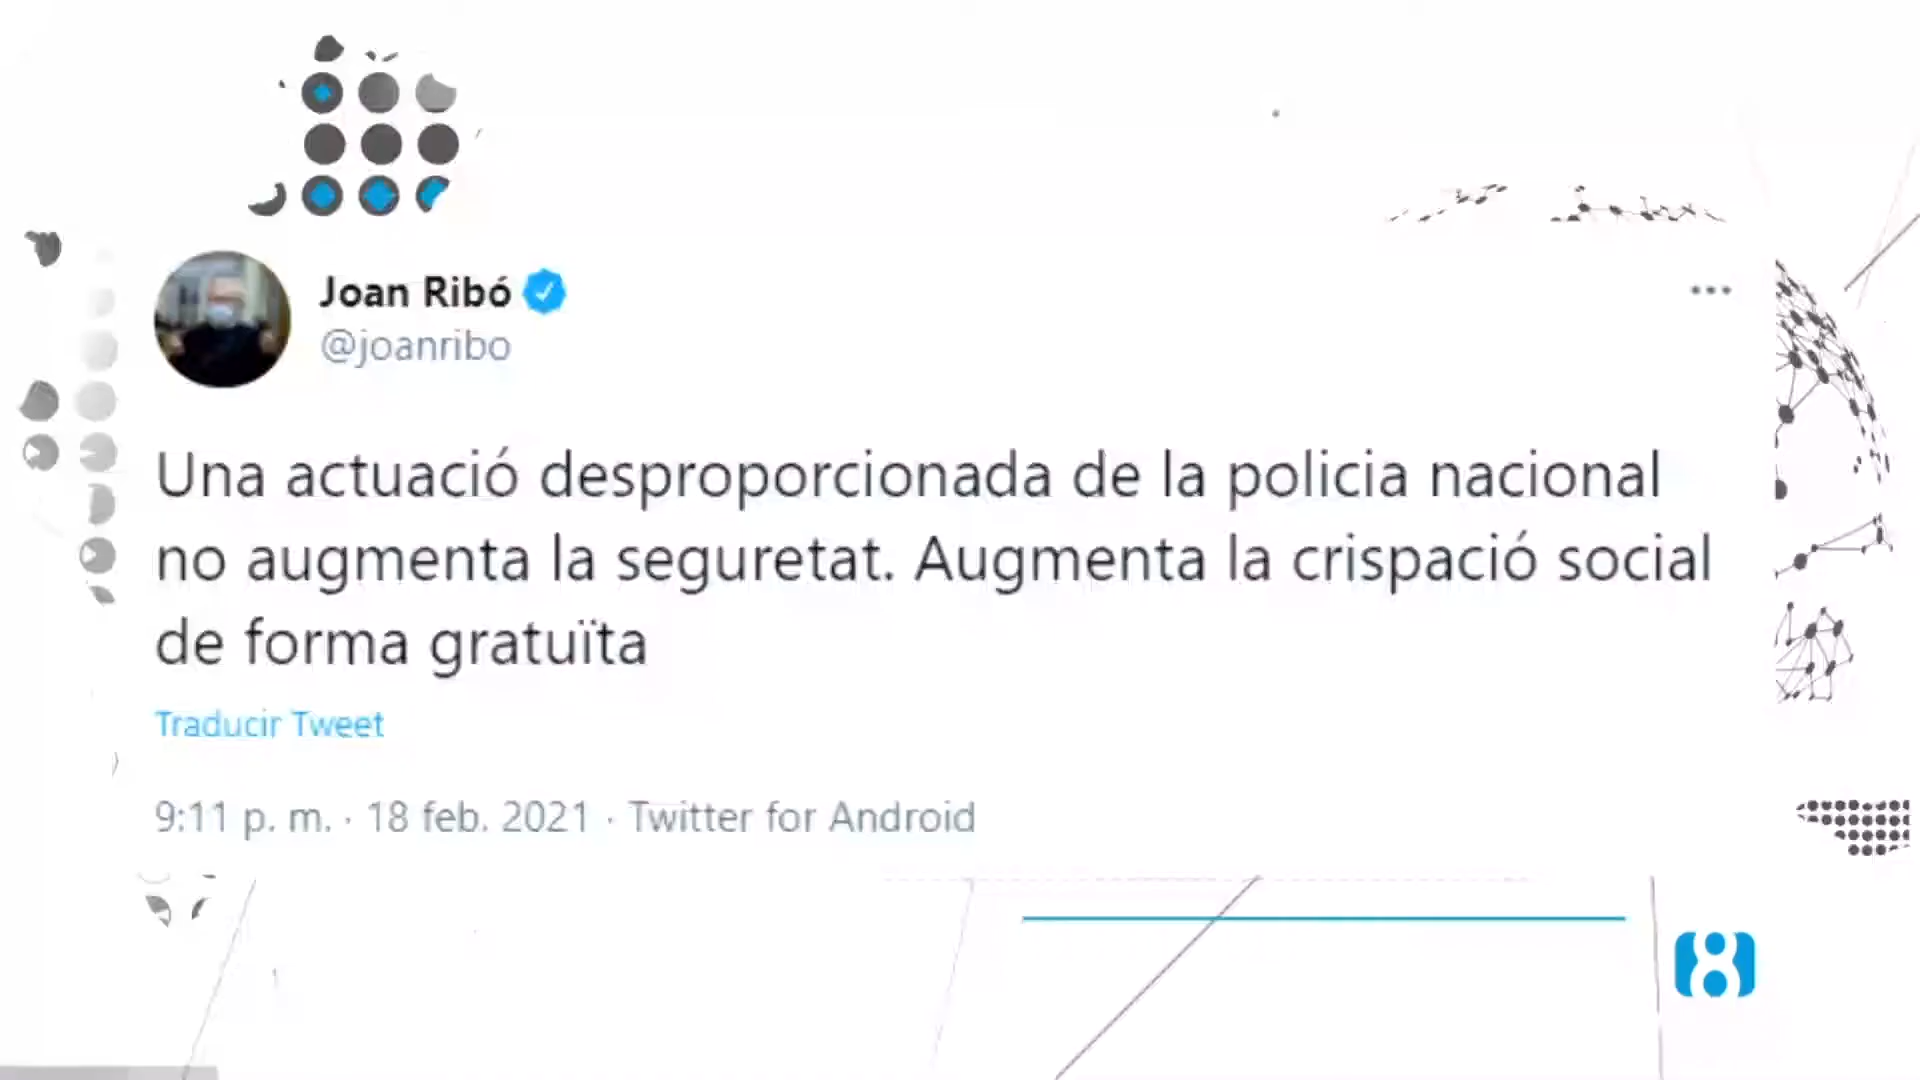 Joan Ribó
@joanribo
Una actuació desproporcionada de la policia nacional
no augmenta la seguretat. Augmenta la crispació social
de forma gratuïta
Traducir Tweet
9:11 p. m. · 18 feb. 2021 · Twitter for Android
8